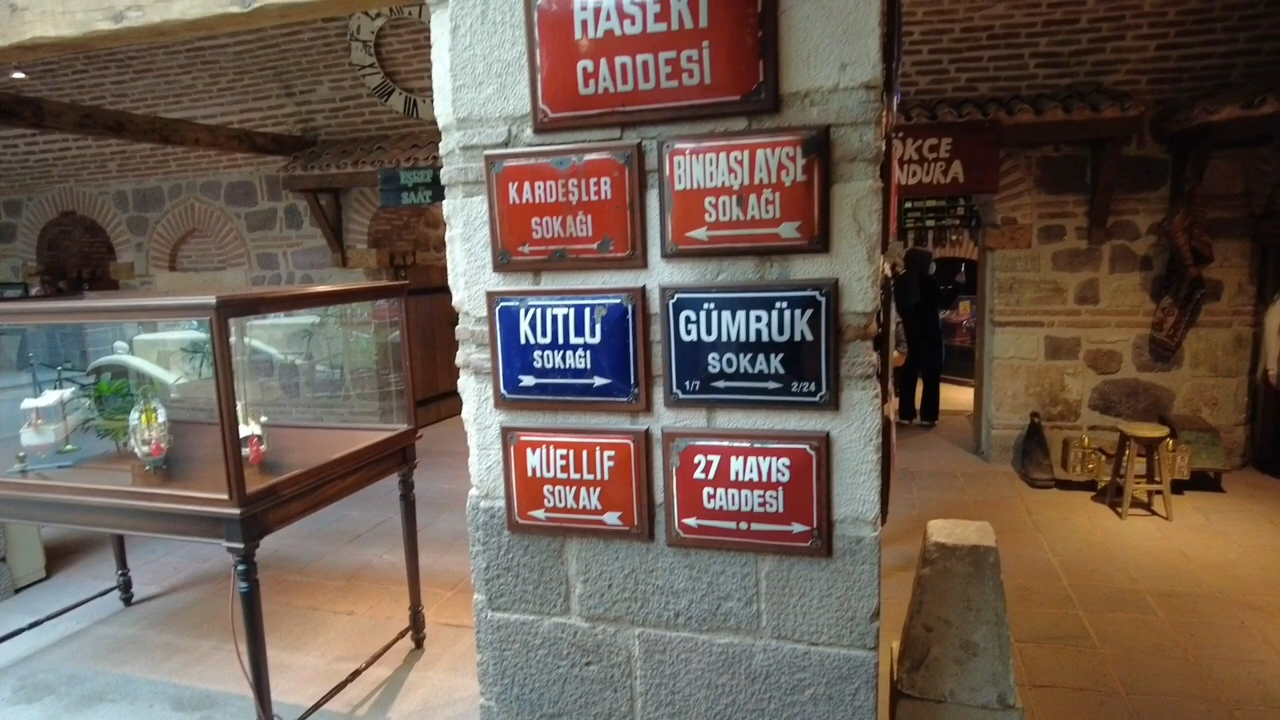 HASEKİ
CADDESİ
KARDEŞLER
SOKAĞI
BİNBAŞI AYŞE
SOKAĞI
KUTLU
SOKAĞI
GÜMRÜK
SOKAK
1/7 2/24
MÜELLİF
SOKAK
27 MAYIS
CADDESİ
SAAT
ÖKÇE
NDURA